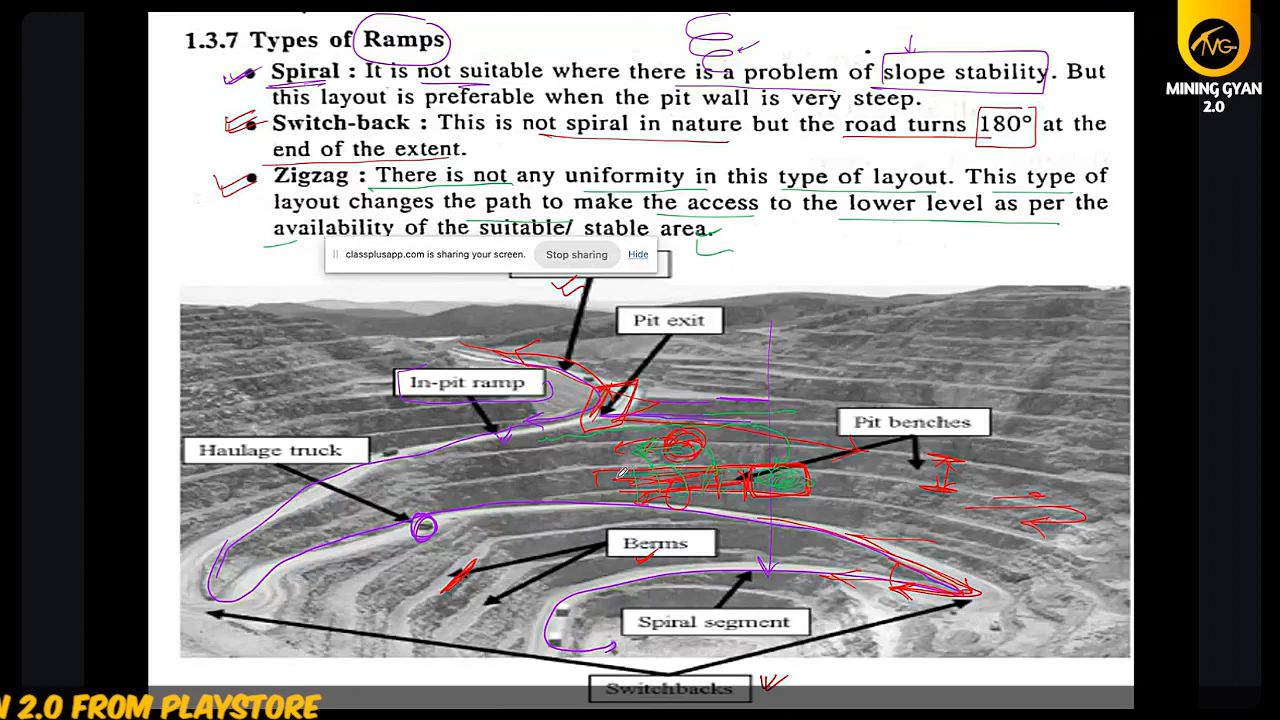 1.3.7 Types of Ramps
• Spiral : It is not suitable where there is a problem of slope stability. But
this layout is preferable when the pit wall is very steep.
• Switch-back : This is not spiral in nature but the road turns 180° at the
end of the extent.
• Zigzag : There is not any uniformity in this type of layout. This type of
layout changes the path to make the access to the lower level as per the
availability of the suitable/ stable area.
TMG
MINING GYAN
2.0
classplusapp.com is sharing your screen.
Stop sharing
Hide
Pit exit
In-pit ramp
Pit benches
Haulage truck
Berms
Spiral segment
Switchbacks
N 2.0 FROM PLAYSTORE